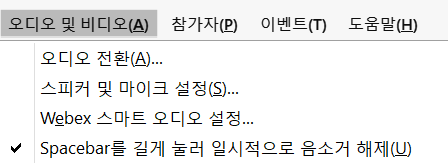 오디오 및 비디오(A) 참가자(P) 이벤트(T) 도움말(H)
오디오 전환(A)...
스피커 및 마이크 설정(S)...
Webex 스마트 오디오 설정...
Spacebar를 길게 눌러 일시적으로 음소거 해제(U)